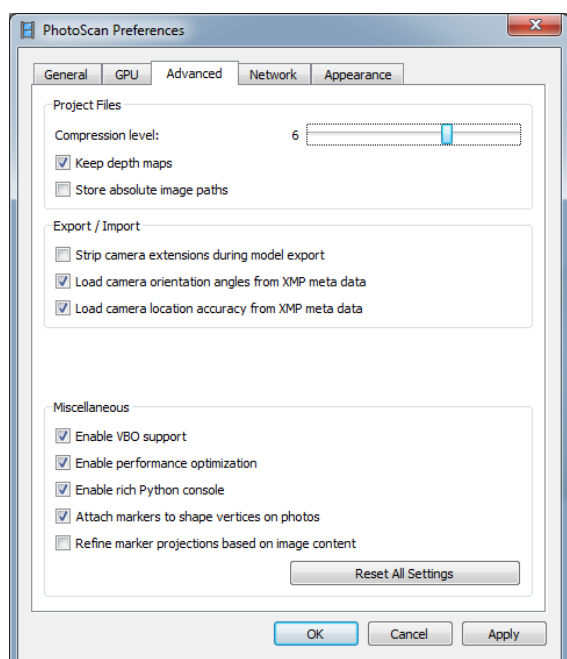 PhotoScan Preferences
General GPU Advanced Network Appearance
Project Files
Compression level: 6
Keep depth maps
Store absolute image paths
Export / Import
Strip camera extensions during model export
Load camera orientation angles from XMP meta data
Load camera location accuracy from XMP meta data
Miscellaneous
Enable VBO support
Enable performance optimization
Enable rich Python console
Attach markers to shape vertices on photos
Refine marker projections based on image content
Reset All Settings
OK Cancel Apply